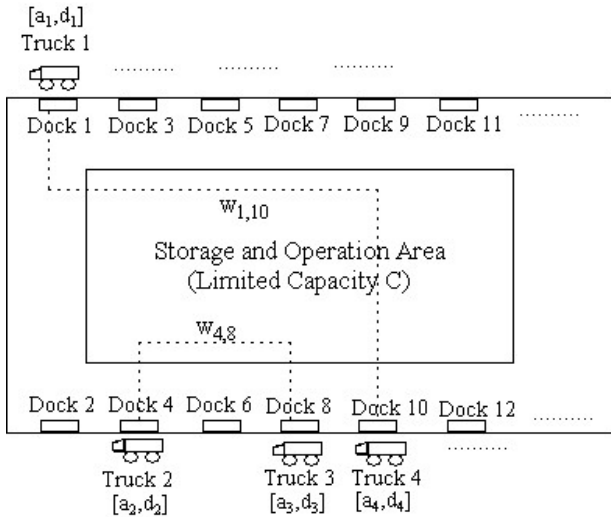 [a₁,d₁]
Truck 1
Dock 1 Dock 3 Dock 5 Dock 7 Dock 9 Dock 11
w₁,₁₀
Storage and Operation Area
(Limited Capacity C)
w₄,₈
Dock 2 Dock 4 Dock 6 Dock 8 Dock 10 Dock 12
Truck 2 Truck 3 Truck 4
[a₂,d₂] [a₃,d₃] [a₄,d₄]